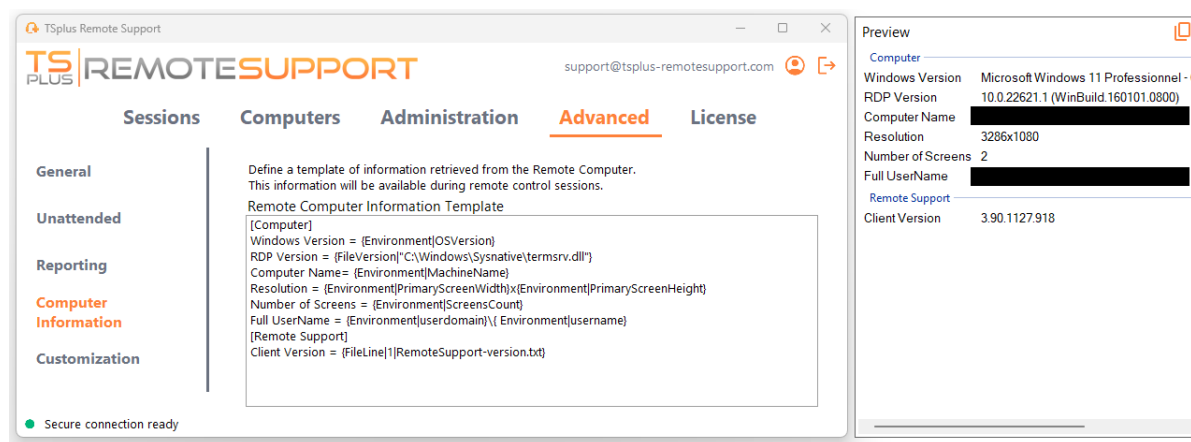 TSplus Remote Support
TS PLUS REMOTESUPPORT
support@tsplus-remotesupport.com
Sessions Computers Administration Advanced License
General
Unattended
Reporting
Computer
Information
Customization
Define a template of information retrieved from the Remote Computer.
This information will be available during remote control sessions.
Remote Computer Information Template
[Computer]
Windows Version = {Environment|OSVersion}
RDP Version = {FileVersion|"C:\Windows\Sysnative\termsrv.dll"}
Computer Name= {Environment|MachineName}
Resolution = {Environment|PrimaryScreenWidth}x{Environment|PrimaryScreenHeight}
Number of Screens = {Environment|ScreensCount}
Full UserName = {Environment|userdomain}\{ Environment|username}
[Remote Support]
Client Version = {FileLine|1|RemoteSupport-version.txt}
Secure connection ready
Preview
Computer
Windows Version Microsoft Windows 11 Professionnel -
RDP Version 10.0.22621.1 (WinBuild.160101.0800)
Computer Name
Resolution 3286x1080
Number of Screens 2
Full UserName
Remote Support
Client Version 3.90.1127.918